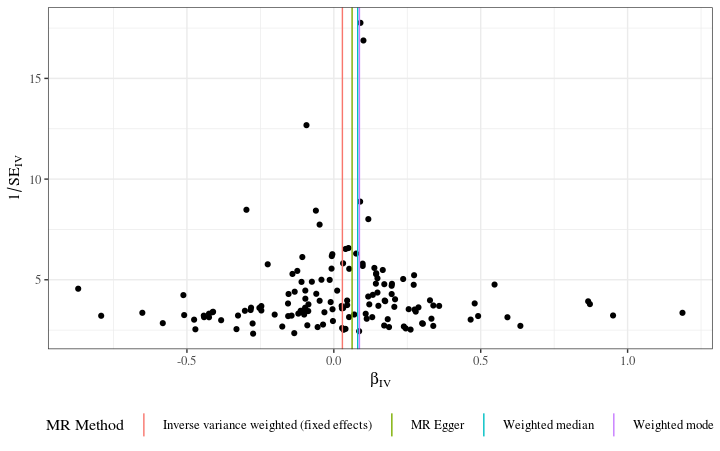 15
10
5
1/SE_IV
-0.5
0.0
0.5
1.0
β_IV
MR Method Inverse variance weighted (fixed effects) MR Egger Weighted median Weighted mode